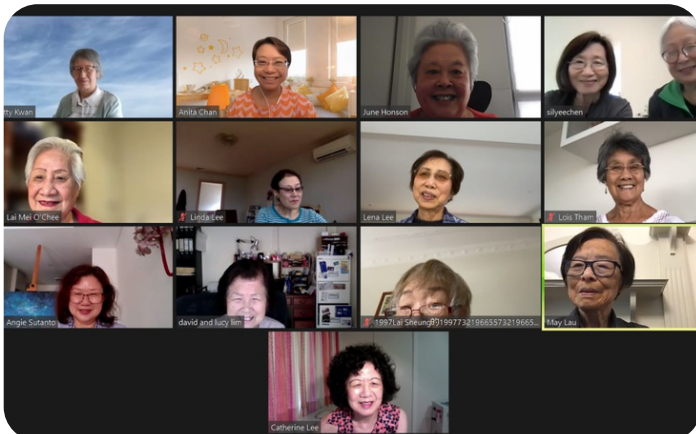 tty Kwan
Anita Chan
June Honson
silyeechen
Lai Mei O'Chee
Linda Lee
Lena Lee
Lois Tham
Angie Sutanto
david and lucy lim
May Lau
Catherine Lee